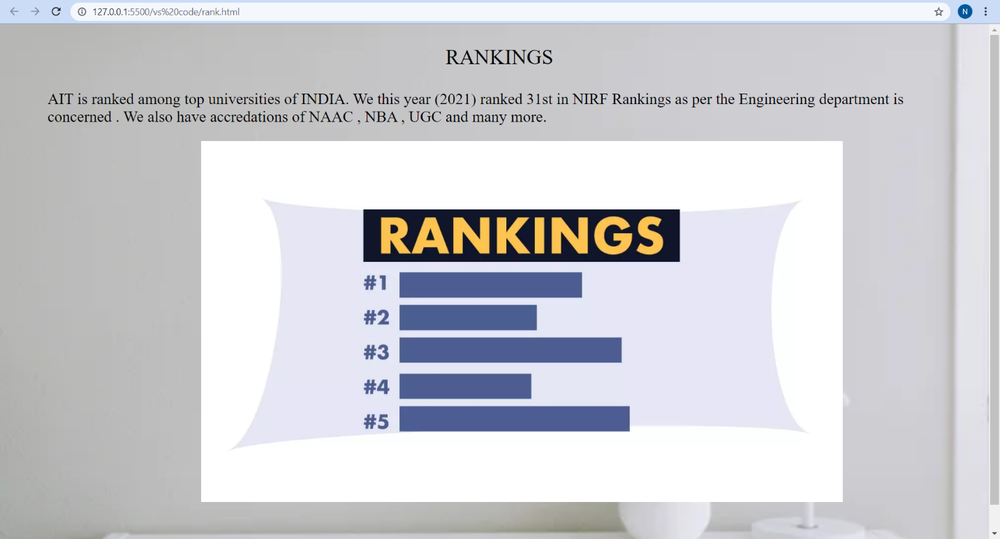 127.0.0.1:5500/vs%20code/rank.html
N
RANKINGS
AIT is ranked among top universities of INDIA. We this year (2021) ranked 31st in NIRF Rankings as per the Engineering department is
concerned . We also have accredations of NAAC , NBA , UGC and many more.
RANKINGS
#1
#2
#3
#4
#5